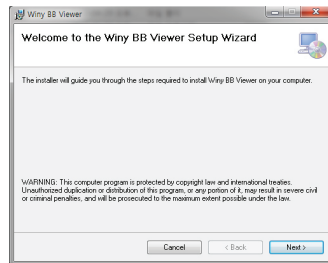 Winy BB Viewer
Welcome to the Winy BB Viewer Setup Wizard
The installer will guide you through the steps required to install Winy BB Viewer on your computer.
WARNING: This computer program is protected by copyright law and international treaties.
Unauthorized duplication or distribution of this program, or any portion of it, may result in severe civil
or criminal penalties, and will be prosecuted to the maximum extent possible under the law.
Cancel
< Back
Next >